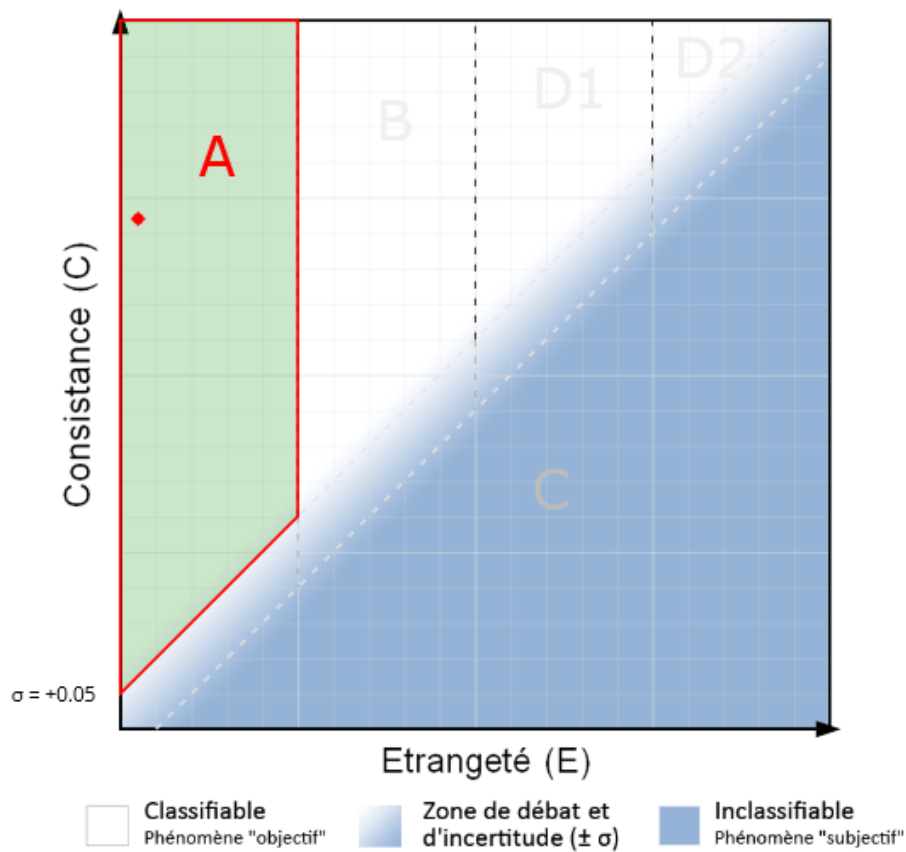 D2
D1
B
A
Consistance (C)
C
σ = +0.05
Etrangeté (E)
Classifiable
Phénomène "objectif"
Zone de débat et
d'incertitude (± σ)
Inclassifiable
Phénomène "subjectif"